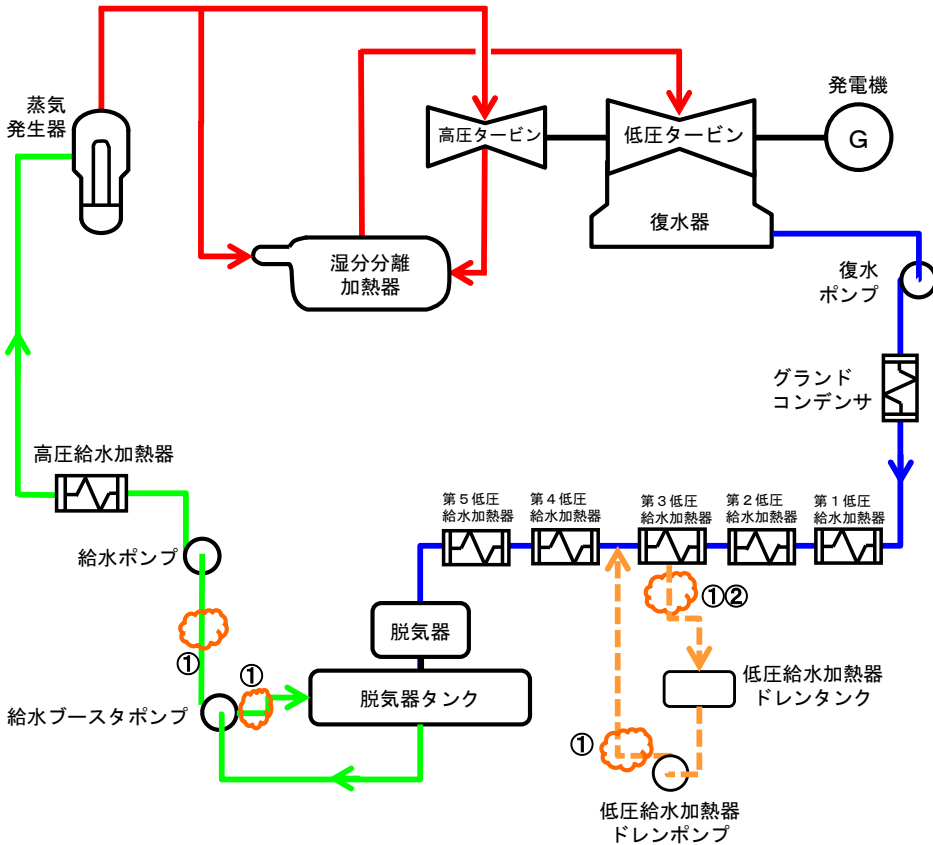 蒸気
発生器
高圧タービン
低圧タービン
発電機
G
復水器
湿分分離
加熱器
復水
ポンプ
グランド
コンデンサ
高圧給水加熱器
第5低圧
給水加熱器
第4低圧
給水加熱器
第3低圧
給水加熱器
第2低圧
給水加熱器
第1低圧
給水加熱器
給水ポンプ
①②
脱気器
①
①
脱気器タンク
低圧給水加熱器
ドレンタンク
給水ブースタポンプ
①
低圧給水加熱器
ドレンポンプ